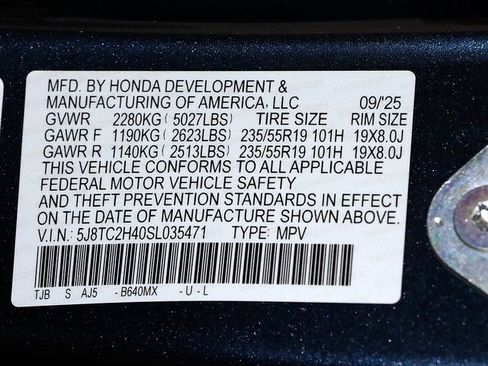 MFD. BY HONDA DEVELOPMENT &
MANUFACTURING OF AMERICA, LLC 09/'25
GVWR 2280KG(5027LBS) TIRE SIZE RIM SIZE
GAWR F 1190KG(2623LBS) 235/55R19 101H 19X8.0J
GAWR R 1140KG(2513LBS) 235/55R19 101H 19X8.0J
THIS VEHICLE CONFORMS TO ALL APPLICABLE
FEDERAL MOTOR VEHICLE SAFETY
AND THEFT PREVENTION STANDARDS IN EFFECT
ON THE DATE OF MANUFACTURE SHOWN ABOVE.
V.I.N.: 5J8TC2H40SL035471 TYPE: MPV
TJB S AJ5 -B640MX -U-L